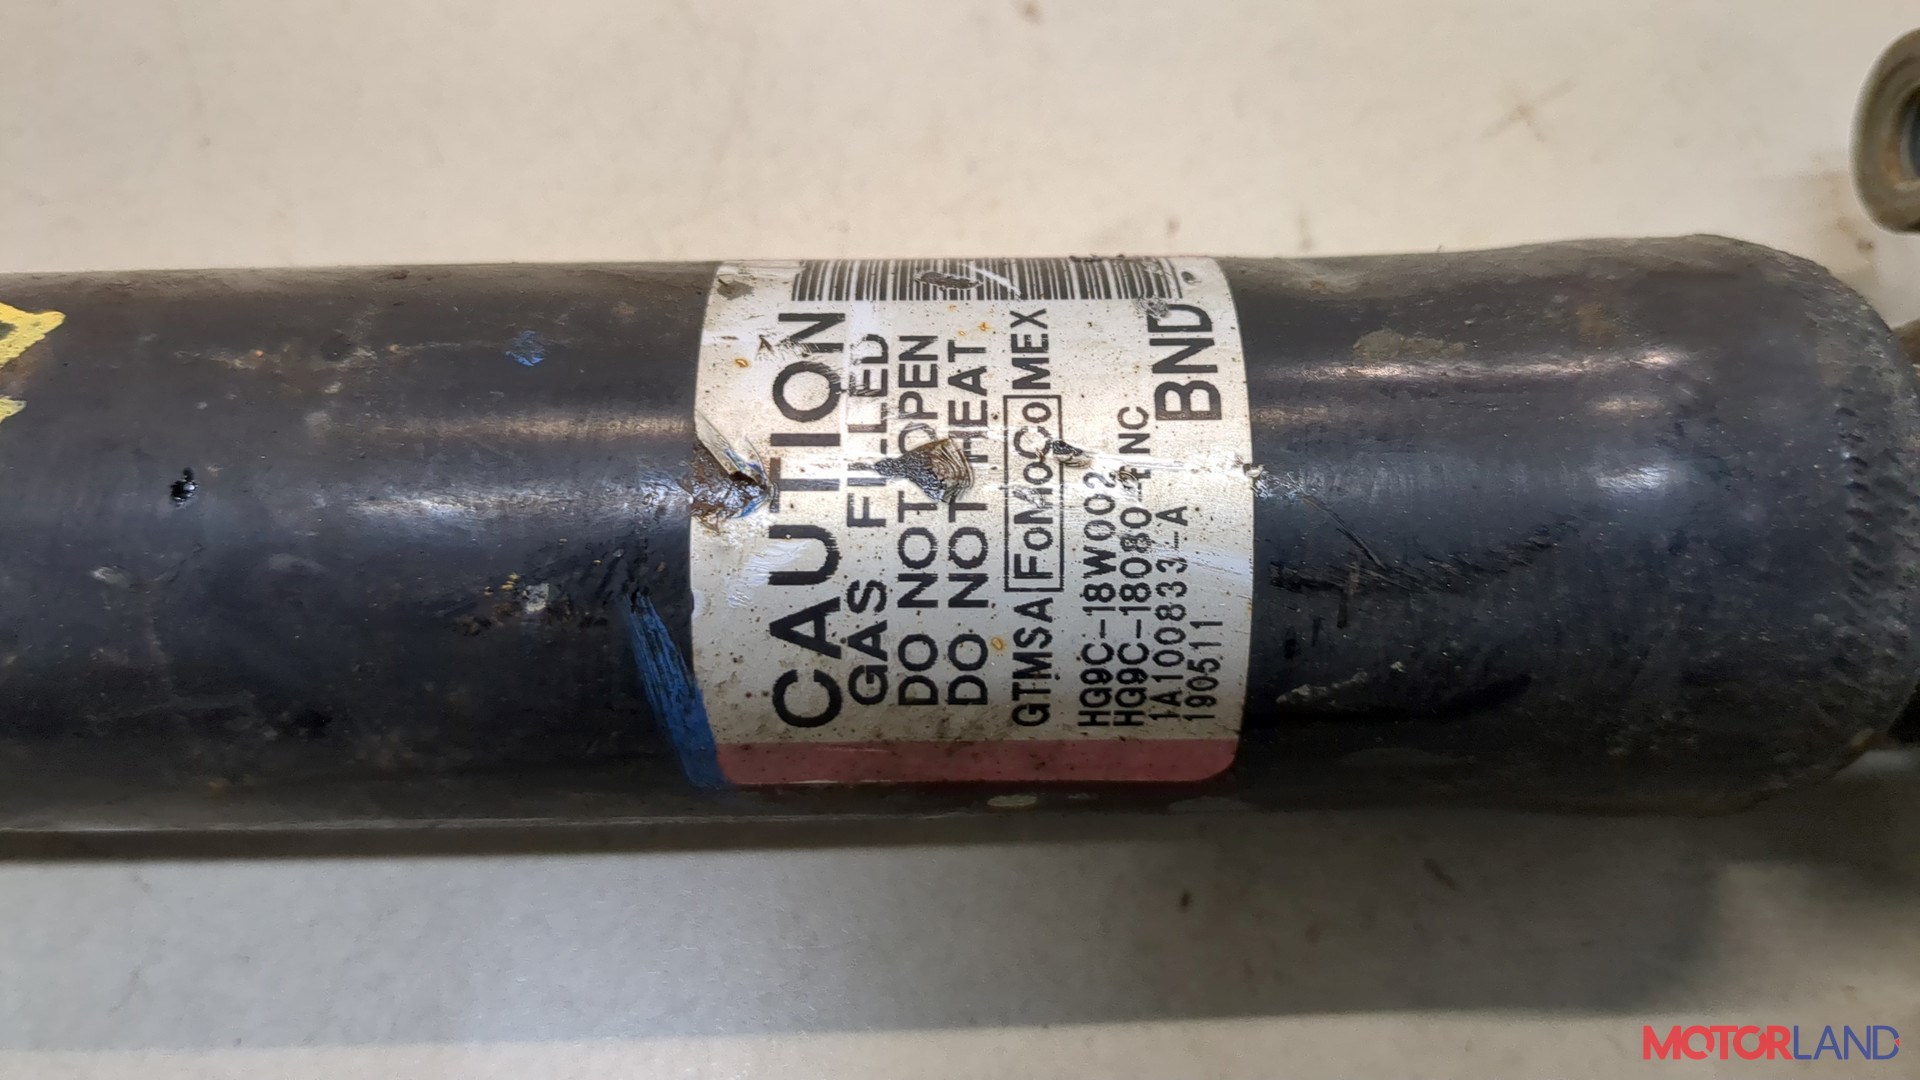 CAUTION
GAS FILLED
DO NOT OPEN
DO NOT HEAT
GTMSA FoMoCo MEX
HG9C-18W002
HG9C-18080-4NC
1A100833-A
190511
BND
MOTORLAND